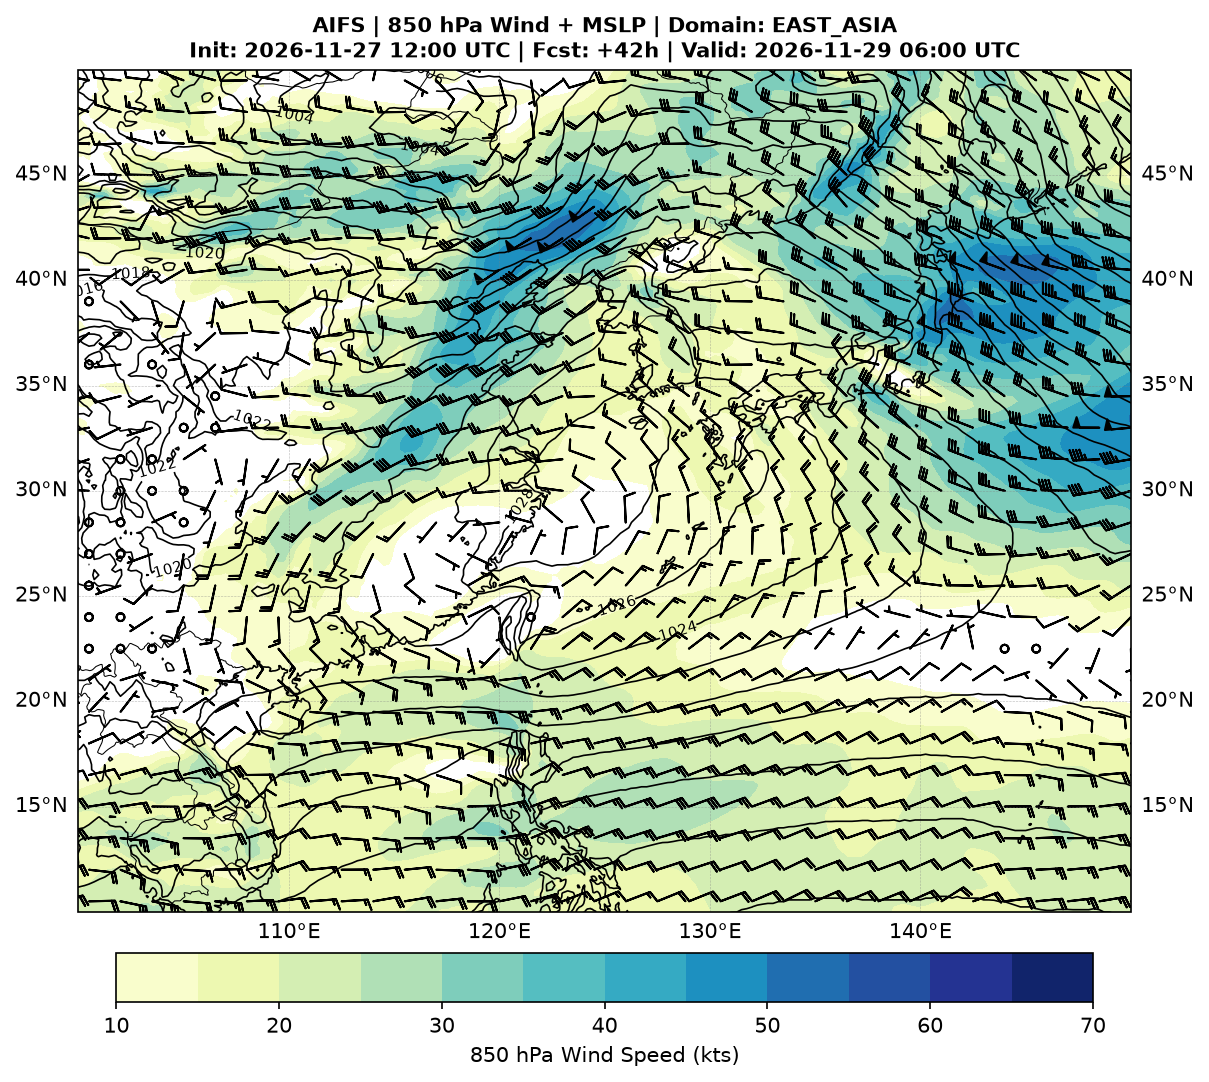 AIFS | 850 hPa Wind + MSLP | Domain: EAST_ASIA
Init: 2026-11-27 12:00 UTC | Fcst: +42h | Valid: 2026-11-29 06:00 UTC
1004
1004
45°N 45°N
1020
1018
40°N 40°N
35°N 35°N
1022
1022
30°N 30°N
1028
1020
25°N 25°N
1026
1024
20°N 20°N
15°N 15°N
110°E 120°E 130°E 140°E
10 20 30 40 50 60 70
850 hPa Wind Speed (kts)